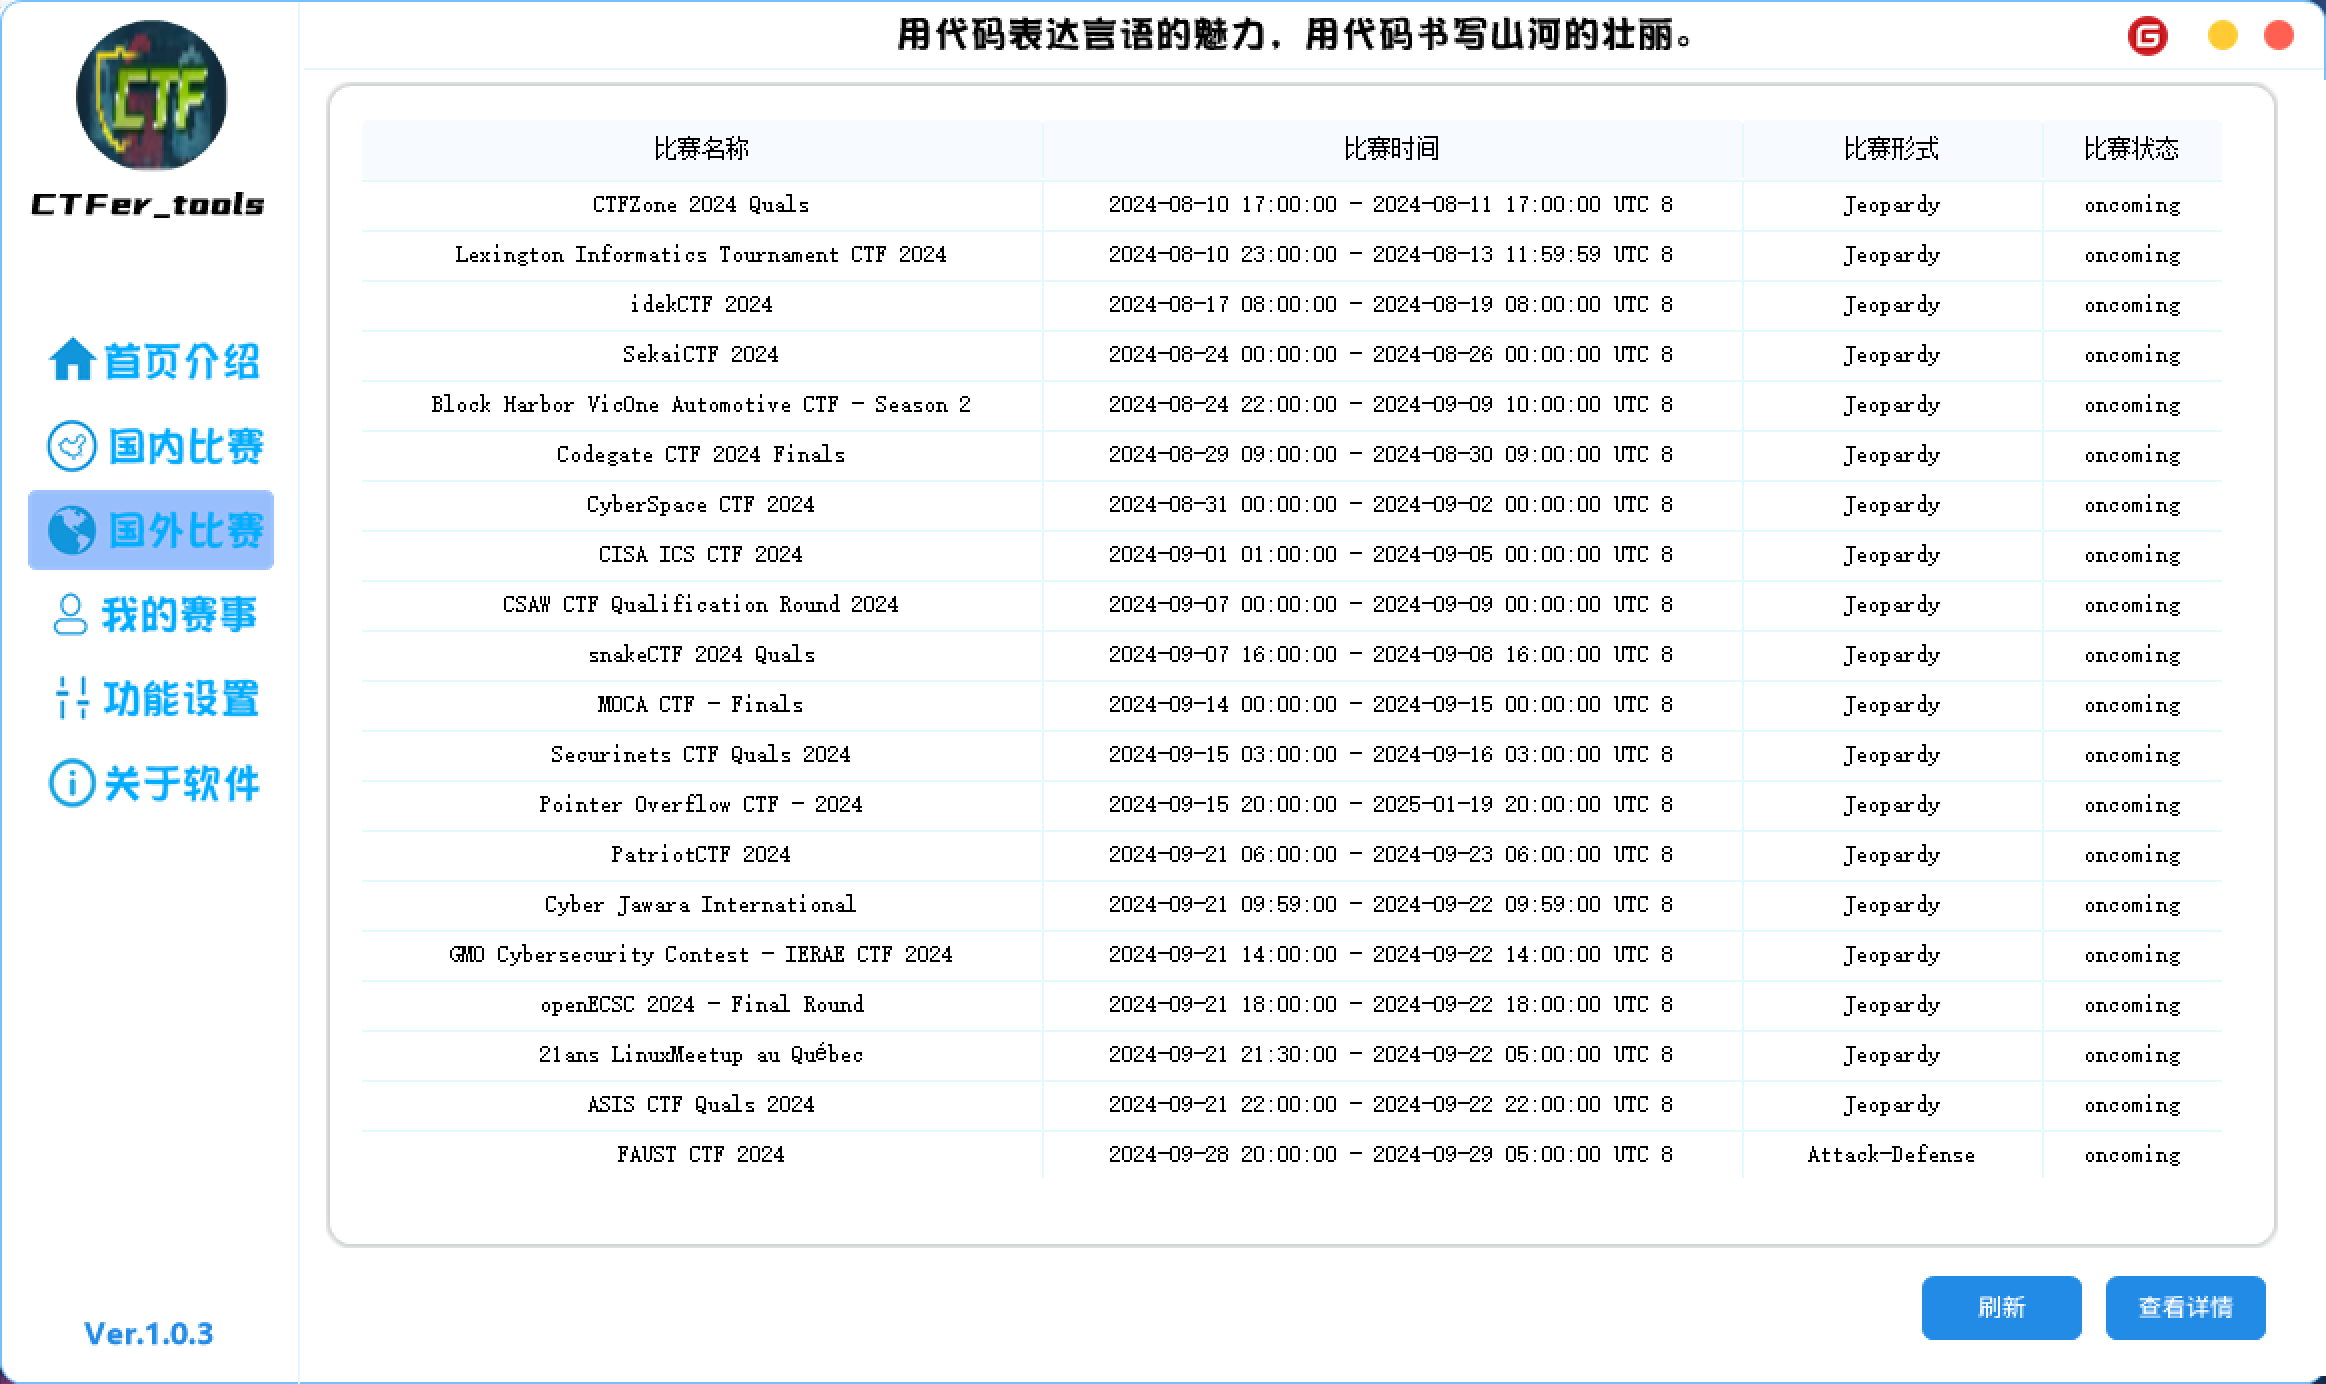 用代码表达言语的魅力，用代码书写山河的壮丽。
G
CTF
CTFer_tools
首页介绍
国内比赛
国外比赛
我的赛事
功能设置
关于软件
Ver.1.0.3
比赛名称 比赛时间 比赛形式 比赛状态
CTFZone 2024 Quals 2024-08-10 17:00:00 - 2024-08-11 17:00:00 UTC 8 Jeopardy oncoming
Lexington Informatics Tournament CTF 2024 2024-08-10 23:00:00 - 2024-08-13 11:59:59 UTC 8 Jeopardy oncoming
idekCTF 2024 2024-08-17 08:00:00 - 2024-08-19 08:00:00 UTC 8 Jeopardy oncoming
SekaiCTF 2024 2024-08-24 00:00:00 - 2024-08-26 00:00:00 UTC 8 Jeopardy oncoming
Block Harbor VicOne Automotive CTF - Season 2 2024-08-24 22:00:00 - 2024-09-09 10:00:00 UTC 8 Jeopardy oncoming
Codegate CTF 2024 Finals 2024-08-29 09:00:00 - 2024-08-30 09:00:00 UTC 8 Jeopardy oncoming
CyberSpace CTF 2024 2024-08-31 00:00:00 - 2024-09-02 00:00:00 UTC 8 Jeopardy oncoming
CISA ICS CTF 2024 2024-09-01 01:00:00 - 2024-09-05 00:00:00 UTC 8 Jeopardy oncoming
CSAW CTF Qualification Round 2024 2024-09-07 00:00:00 - 2024-09-09 00:00:00 UTC 8 Jeopardy oncoming
snakeCTF 2024 Quals 2024-09-07 16:00:00 - 2024-09-08 16:00:00 UTC 8 Jeopardy oncoming
MOCA CTF - Finals 2024-09-14 00:00:00 - 2024-09-15 00:00:00 UTC 8 Jeopardy oncoming
Securinets CTF Quals 2024 2024-09-15 03:00:00 - 2024-09-16 03:00:00 UTC 8 Jeopardy oncoming
Pointer Overflow CTF - 2024 2024-09-15 20:00:00 - 2025-01-19 20:00:00 UTC 8 Jeopardy oncoming
PatriotCTF 2024 2024-09-21 06:00:00 - 2024-09-23 06:00:00 UTC 8 Jeopardy oncoming
Cyber Jawara International 2024-09-21 09:59:00 - 2024-09-22 09:59:00 UTC 8 Jeopardy oncoming
GMO Cybersecurity Contest - IERAE CTF 2024 2024-09-21 14:00:00 - 2024-09-22 14:00:00 UTC 8 Jeopardy oncoming
openECSC 2024 - Final Round 2024-09-21 18:00:00 - 2024-09-22 18:00:00 UTC 8 Jeopardy oncoming
21ans LinuxMeetup au Québec 2024-09-21 21:30:00 - 2024-09-22 05:00:00 UTC 8 Jeopardy oncoming
ASIS CTF Quals 2024 2024-09-21 22:00:00 - 2024-09-22 22:00:00 UTC 8 Jeopardy oncoming
FAUST CTF 2024 2024-09-28 20:00:00 - 2024-09-29 05:00:00 UTC 8 Attack-Defense oncoming
刷新
查看详情